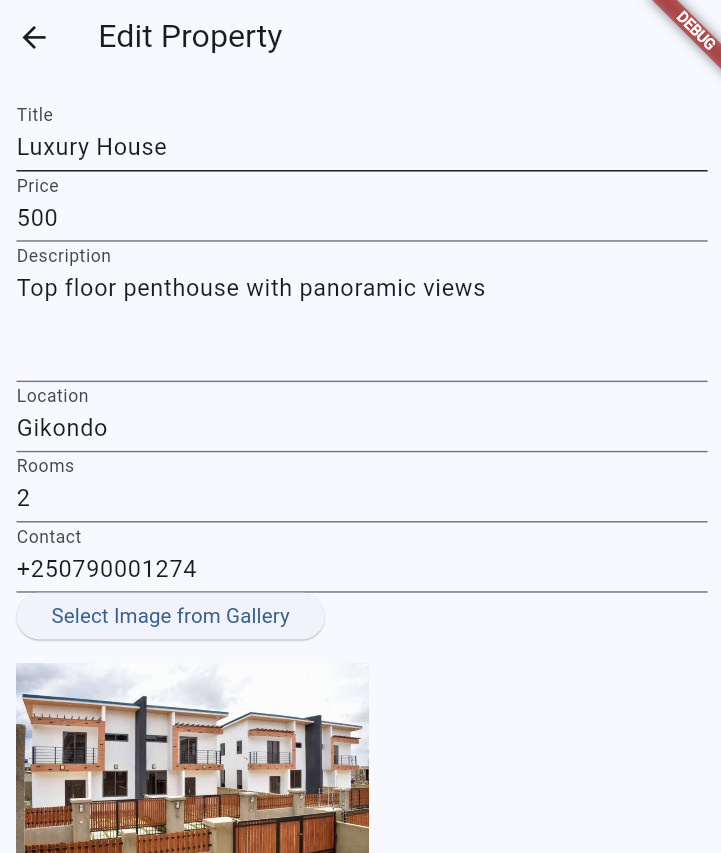 Edit Property
DEBUG
Title
Luxury House
Price
500
Description
Top floor penthouse with panoramic views
Location
Gikondo
Rooms
2
Contact
+250790001274
Select Image from Gallery